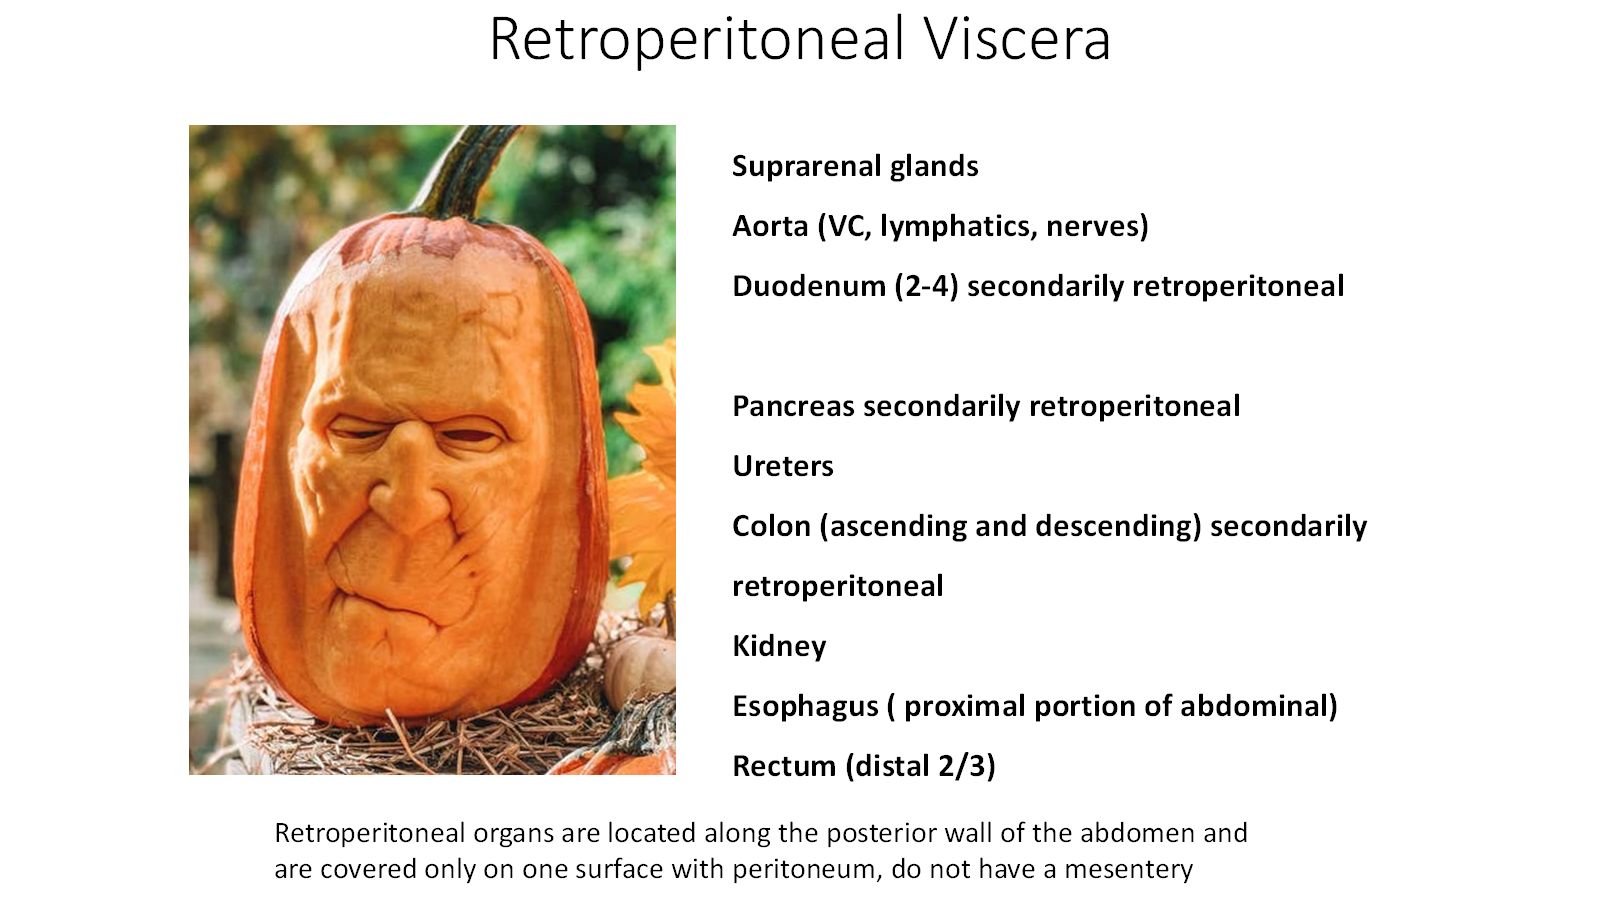 Retroperitoneal Viscera
Suprarenal glands
Aorta (VC, lymphatics, nerves)
Duodenum (2-4) secondarily retroperitoneal
Pancreas secondarily retroperitoneal
Ureters
Colon (ascending and descending) secondarily
retroperitoneal
Kidney
Esophagus ( proximal portion of abdominal)
Rectum (distal 2/3)
Retroperitoneal organs are located along the posterior wall of the abdomen and
are covered only on one surface with peritoneum, do not have a mesentery